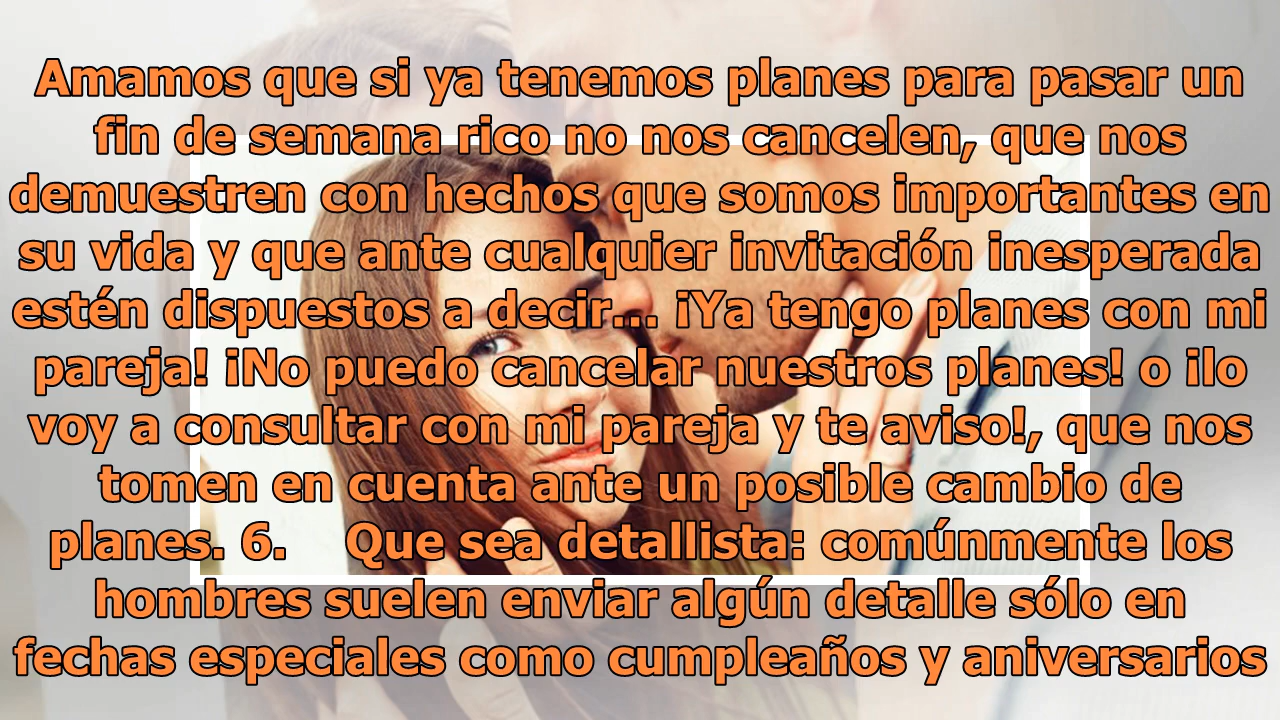 Amamos que si ya tenemos planes para pasar un
fin de semana rico no nos cancelen, que nos
demuestren con hechos que somos importantes en
su vida y que ante cualquier invitación inesperada
estén dispuestos a decir... ¡Ya tengo planes con mi
pareja! ¡No puedo cancelar nuestros planes! o ¡lo
voy a consultar con mi pareja y te aviso!, que nos
tomen en cuenta ante un posible cambio de
planes. 6.    Que sea detallista: comúnmente los
hombres suelen enviar algún detalle sólo en
fechas especiales como cumpleaños y aniversarios